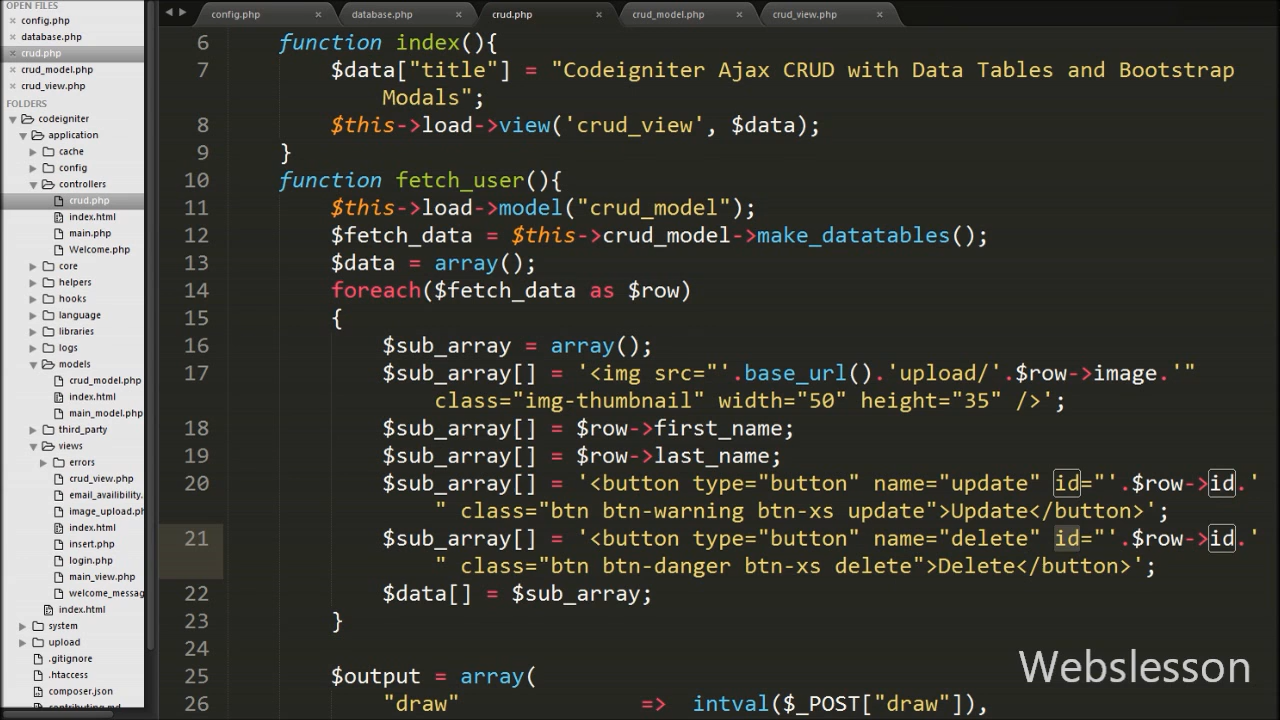 OPEN FILES
config.php
database.php
crud.php
crud_model.php
crud_view.php
FOLDERS
codeigniter
application
cache
config
controllers
crud.php
index.html
main.php
Welcome.php
core
helpers
hooks
language
libraries
logs
models
crud_model.php
index.html
main_model.php
third_party
views
errors
crud_view.php
email_availibility.
image_upload.ph
index.html
insert.php
login.php
main_view.php
welcome_messag
index.html
system
upload
.gitignore
.htaccess
composer.json
contributing.md
config.php × database.php × crud.php × crud_model.php × crud_view.php ×
6 function index(){
7 $data["title"] = "Codeigniter Ajax CRUD with Data Tables and Bootstrap
Modals";
8 $this->load->view('crud_view', $data);
9 }
10 function fetch_user(){
11 $this->load->model("crud_model");
12 $fetch_data = $this->crud_model->make_datatables();
13 $data = array();
14 foreach($fetch_data as $row)
15 {
16 $sub_array = array();
17 $sub_array[] = '<img src="'.base_url().'upload/'.$row->image.'"
class="img-thumbnail" width="50" height="35" />';
18 $sub_array[] = $row->first_name;
19 $sub_array[] = $row->last_name;
20 $sub_array[] = '<button type="button" name="update" id="'.$row->id.'
" class="btn btn-warning btn-xs update">Update</button>';
21 $sub_array[] = '<button type="button" name="delete" id="'.$row->id.'
" class="btn btn-danger btn-xs delete">Delete</button>';
22 $data[] = $sub_array;
23 }
24
25 $output = array(
26 "draw" => intval($_POST["draw"]),
Webslesson